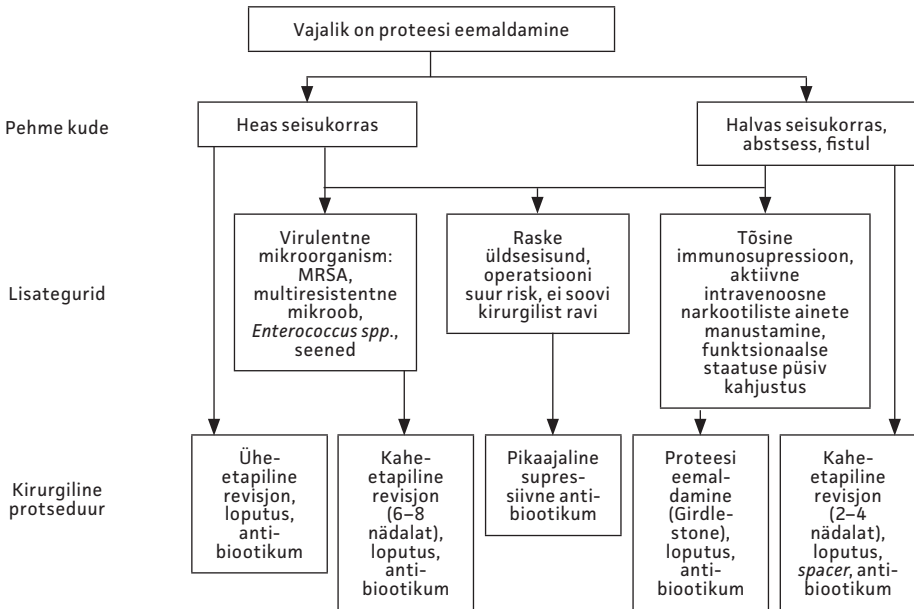 Vajalik on proteesi eemaldamine
Pehme kude
Heas seisukorras
Halvas seisukorras,
abstsess, fistul
Lisategurid
Virulentne
mikroorganism:
MRSA,
multiresistentne
mikroob,
Enterococcus spp.,
seened
Raske
üldsesisund,
operatsiooni
suur risk, ei soovi
kirurgilist ravi
Tõsine
immunosupressioon,
aktiivne
intravenoosne
narkootiliste ainete
manustamine,
funktsionaalse
staatuse püsiv
kahjustus
Kirurgiline
protseduur
Ühe-
etapiline
revisjon,
loputus,
anti-
biootikum
Kahe-
etapiline
revisjon
(6–8
nädalat),
loputus,
anti-
biootikum
Pikaajaline
supres-
siivne anti-
biootikum
Proteesi
eemal-
damine
(Girdle-
stone),
loputus,
anti-
biootikum
Kahe-
etapiline
revisjon
(2–4
nädalat),
loputus,
spacer, anti-
biootikum